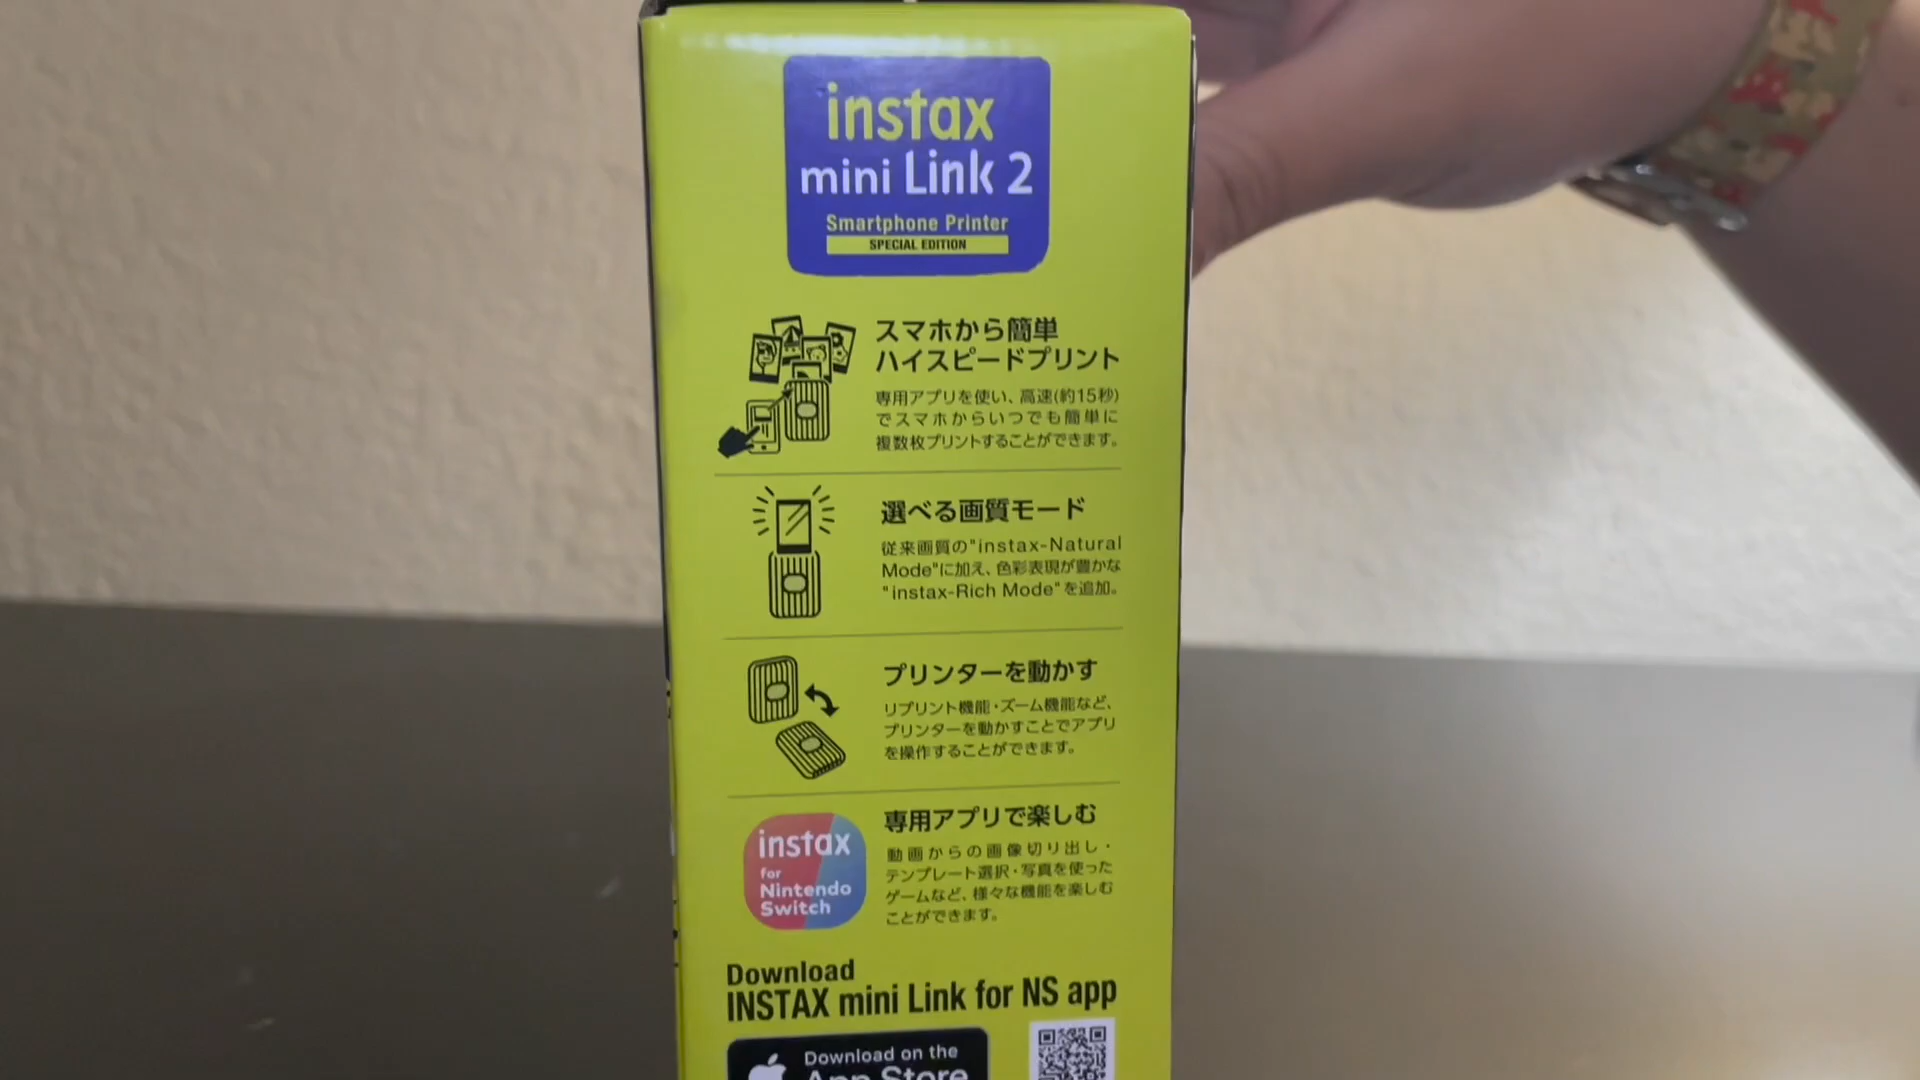 instax
mini Link 2
Smartphone Printer
SPECIAL EDITION
スマホから簡単
ハイスピードプリント
専用アプリを使い、高速(約15秒)
でスマホからいつでも簡単に
複数枚プリントすることができます。
選べる画質モード
従来画質の"instax-Natural
Mode"に加え、色彩表現が豊かな
"instax-Rich Mode"を追加。
プリンターを動かす
リプリント機能・ズーム機能など、
プリンターを動かすことでアプリ
を操作することができます。
専用アプリで楽しむ
動画からの画像切り出し・
テンプレート選択・写真を使った
ゲームなど、様々な機能を楽しむ
ことができます。
instax
for
Nintendo
Switch
Download
INSTAX mini Link for NS app
Download on the
App Store